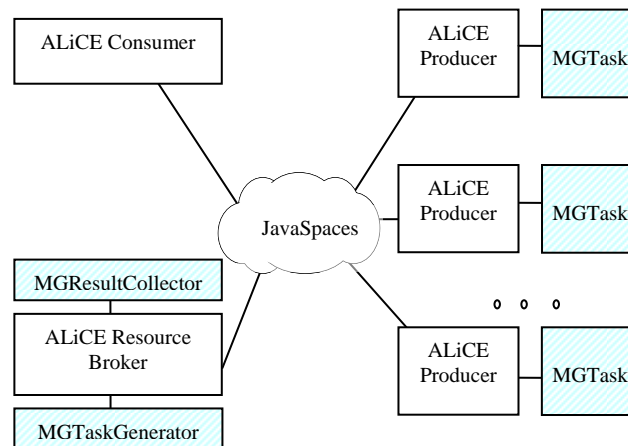 ALiCE Consumer
ALiCE
Producer
MGTask
ALiCE
Producer
MGTask
JavaSpaces
MGResultCollector
ALiCE Resource
Broker
MGTaskGenerator
ALiCE
Producer
MGTask